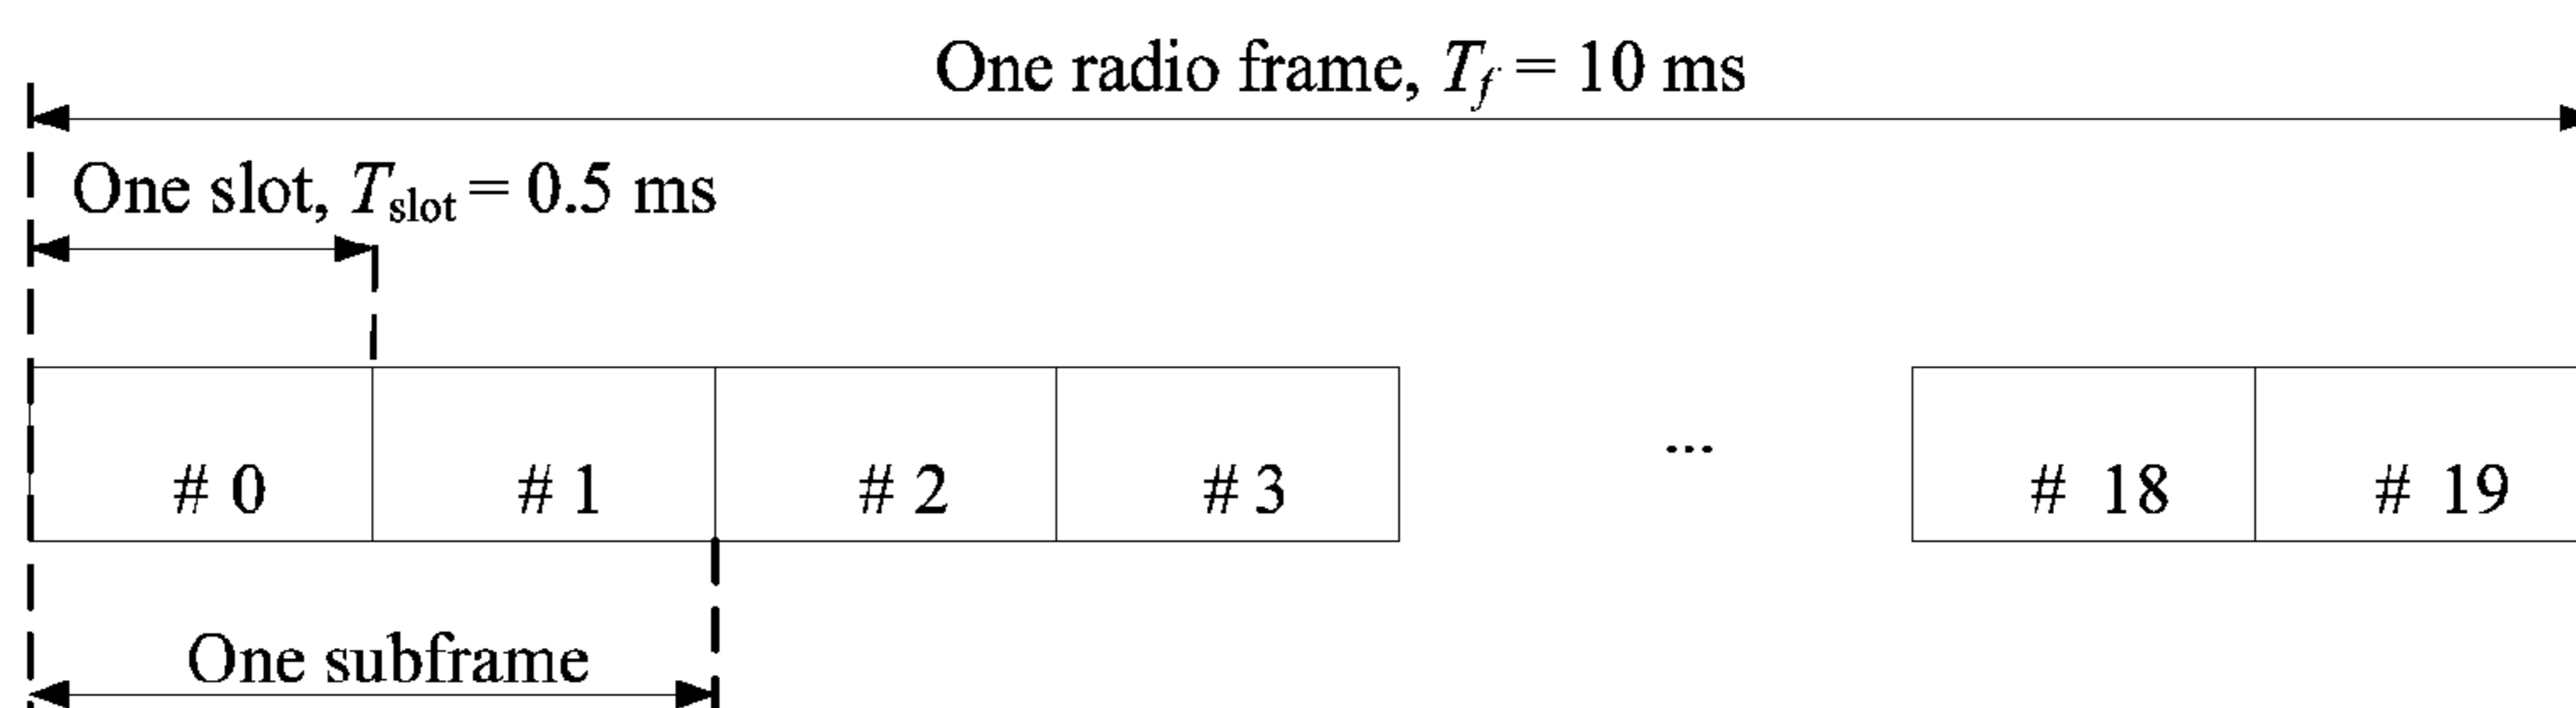 One radio frame, Tf = 10 ms
One slot, Tslot = 0.5 ms
# 0 # 1 # 2 # 3 ... # 18 # 19
One subframe